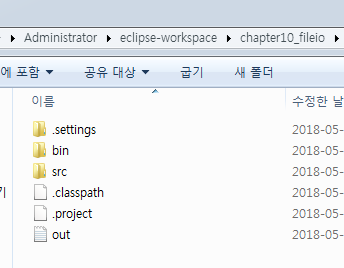 Administrator ▸ eclipse-workspace ▸ chapter10_fileio ▸
에 포함 ▼ 공유 대상 ▼ 굽기 새 폴더
이름 수정한 날
.settings 2018-05-
bin 2018-05-
src 2018-05-
.classpath 2018-05-
.project 2018-05-
out 2018-05-